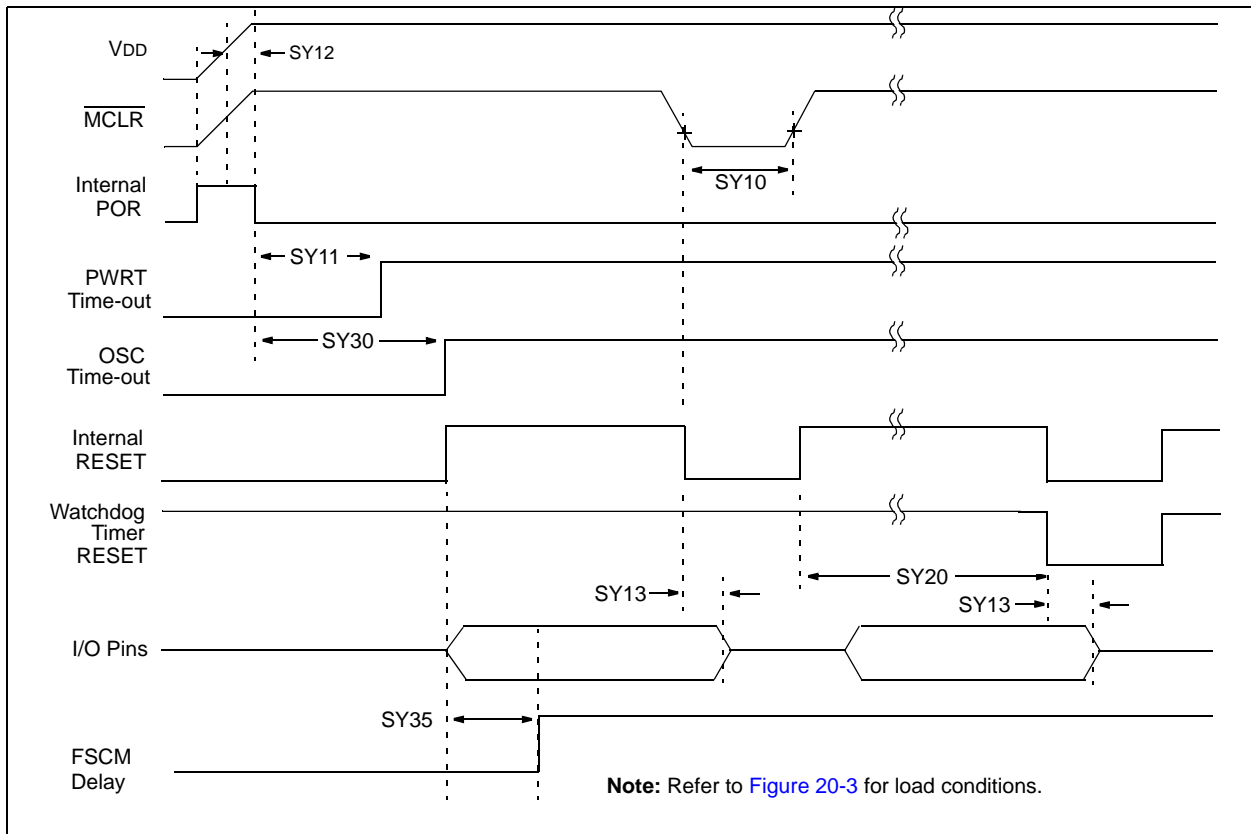 VDD
SY12
MCLR
SY10
Internal
POR
SY11
PWRT
Time-out
SY30
OSC
Time-out
Internal
RESET
Watchdog
Timer
RESET
SY20
SY13
SY13
I/O Pins
SY35
FSCM
Delay
Note: Refer to Figure 20-3 for load conditions.